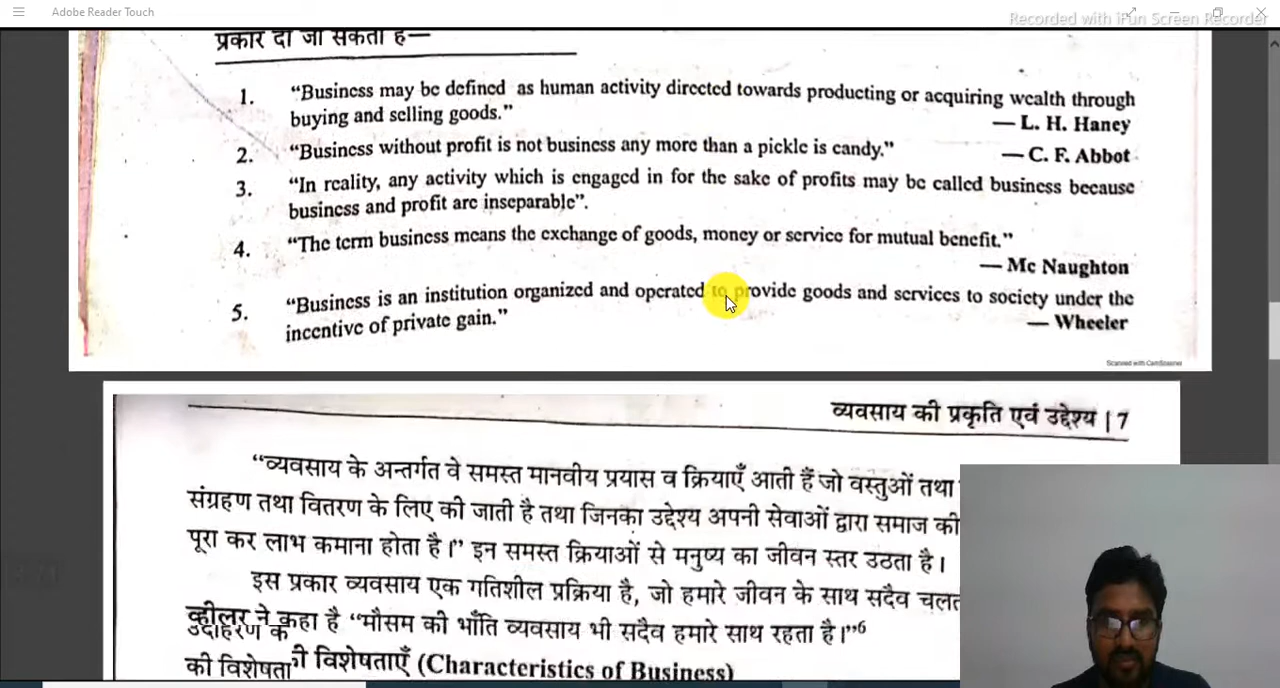 Adobe Reader Touch
Recorded with iFun Screen Recorder
प्रकार दी जा सकती है—
1. “Business may be defined as human activity directed towards producting or acquiring wealth through
buying and selling goods.”
— L. H. Haney
2. “Business without profit is not business any more than a pickle is candy.” — C. F. Abbot
3. “In reality, any activity which is engaged in for the sake of profits may be called business because
business and profit are inseparable”.
4. “The term business means the exchange of goods, money or service for mutual benefit.”
— Mc Naughton
5. “Business is an institution organized and operated to provide goods and services to society under the
incentive of private gain.”
— Wheeler
Scanned with CamScanner
व्यवसाय की प्रकृति एवं उद्देश्य | 7
“व्यवसाय के अन्तर्गत वे समस्त मानवीय प्रयास व क्रियाएँ आती हैं जो वस्तुओं तथा
संग्रहण तथा वितरण के लिए की जाती है तथा जिनका उद्देश्य अपनी सेवाओं द्वारा समाज की
पूरा कर लाभ कमाना होता है।” इन समस्त क्रियाओं से मनुष्य का जीवन स्तर उठता है।
इस प्रकार व्यवसाय एक गतिशील प्रक्रिया है, जो हमारे जीवन के साथ सदैव
व्हीलर ने कहा है “मौसम की भाँति व्यवसाय भी सदैव हमारे साथ रहता है।”6
उदाहरण के
की विशेषता
विशेषताएँ (Characteristics of Business)